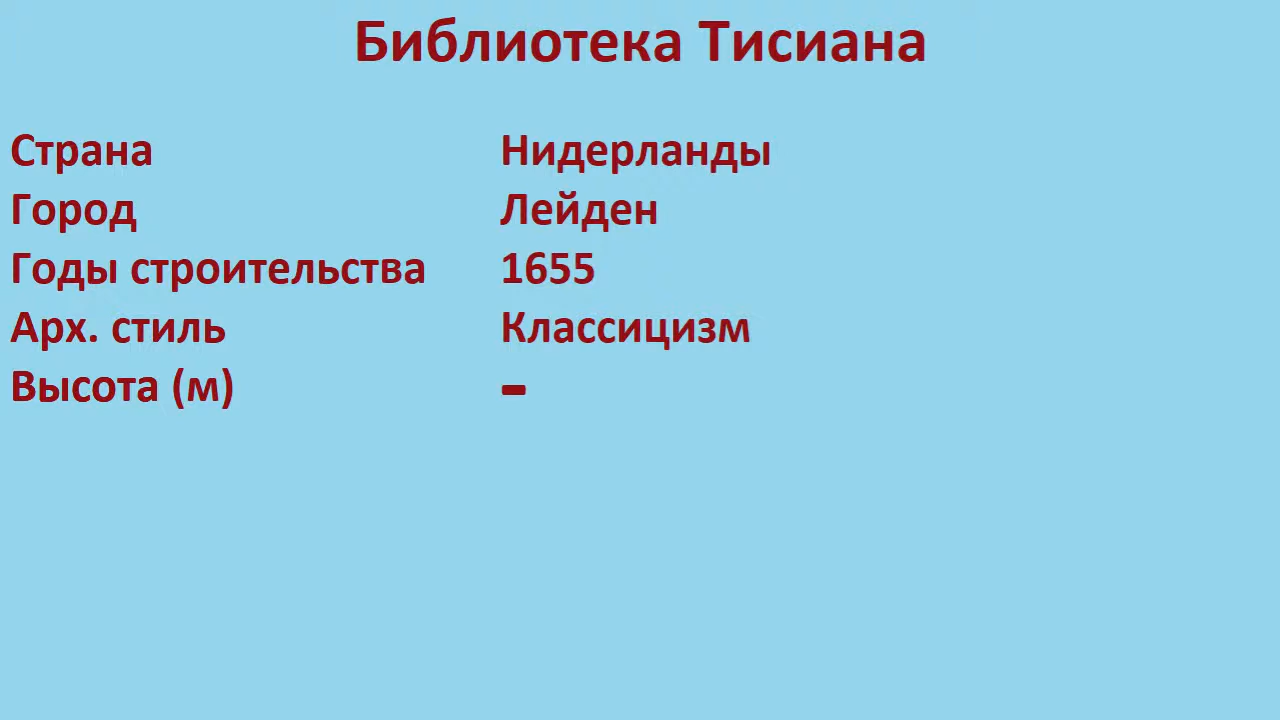 Библиотека Тисиана
Страна Нидерланды
Город Лейден
Годы строительства 1655
Арх. стиль Классицизм
Высота (м) -